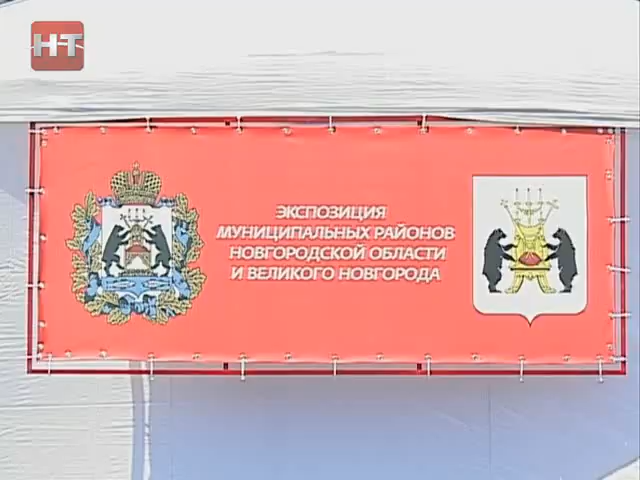 НТ
ЭКСПОЗИЦИЯ
МУНИЦИПАЛЬНЫХ РАЙОНОВ
НОВГОРОДСКОЙ ОБЛАСТИ
И ВЕЛИКОГО НОВГОРОДА